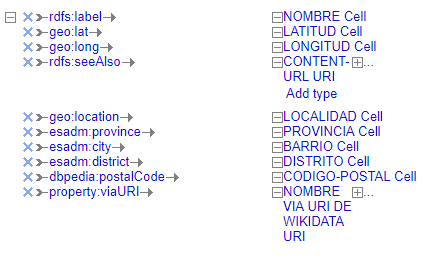 rdfs:label NOMBRE Cell
geo:lat LATITUD Cell
geo:long LONGITUD Cell
rdfs:seeAlso CONTENT- ...
URL URI
Add type
geo:location LOCALIDAD Cell
esadm:province PROVINCIA Cell
esadm:city BARRIO Cell
esadm:district DISTRITO Cell
dbpedia:postalCode CODIGO-POSTAL Cell
property:viaURI NOMBRE ...
VIA URI DE
WIKIDATA
URI